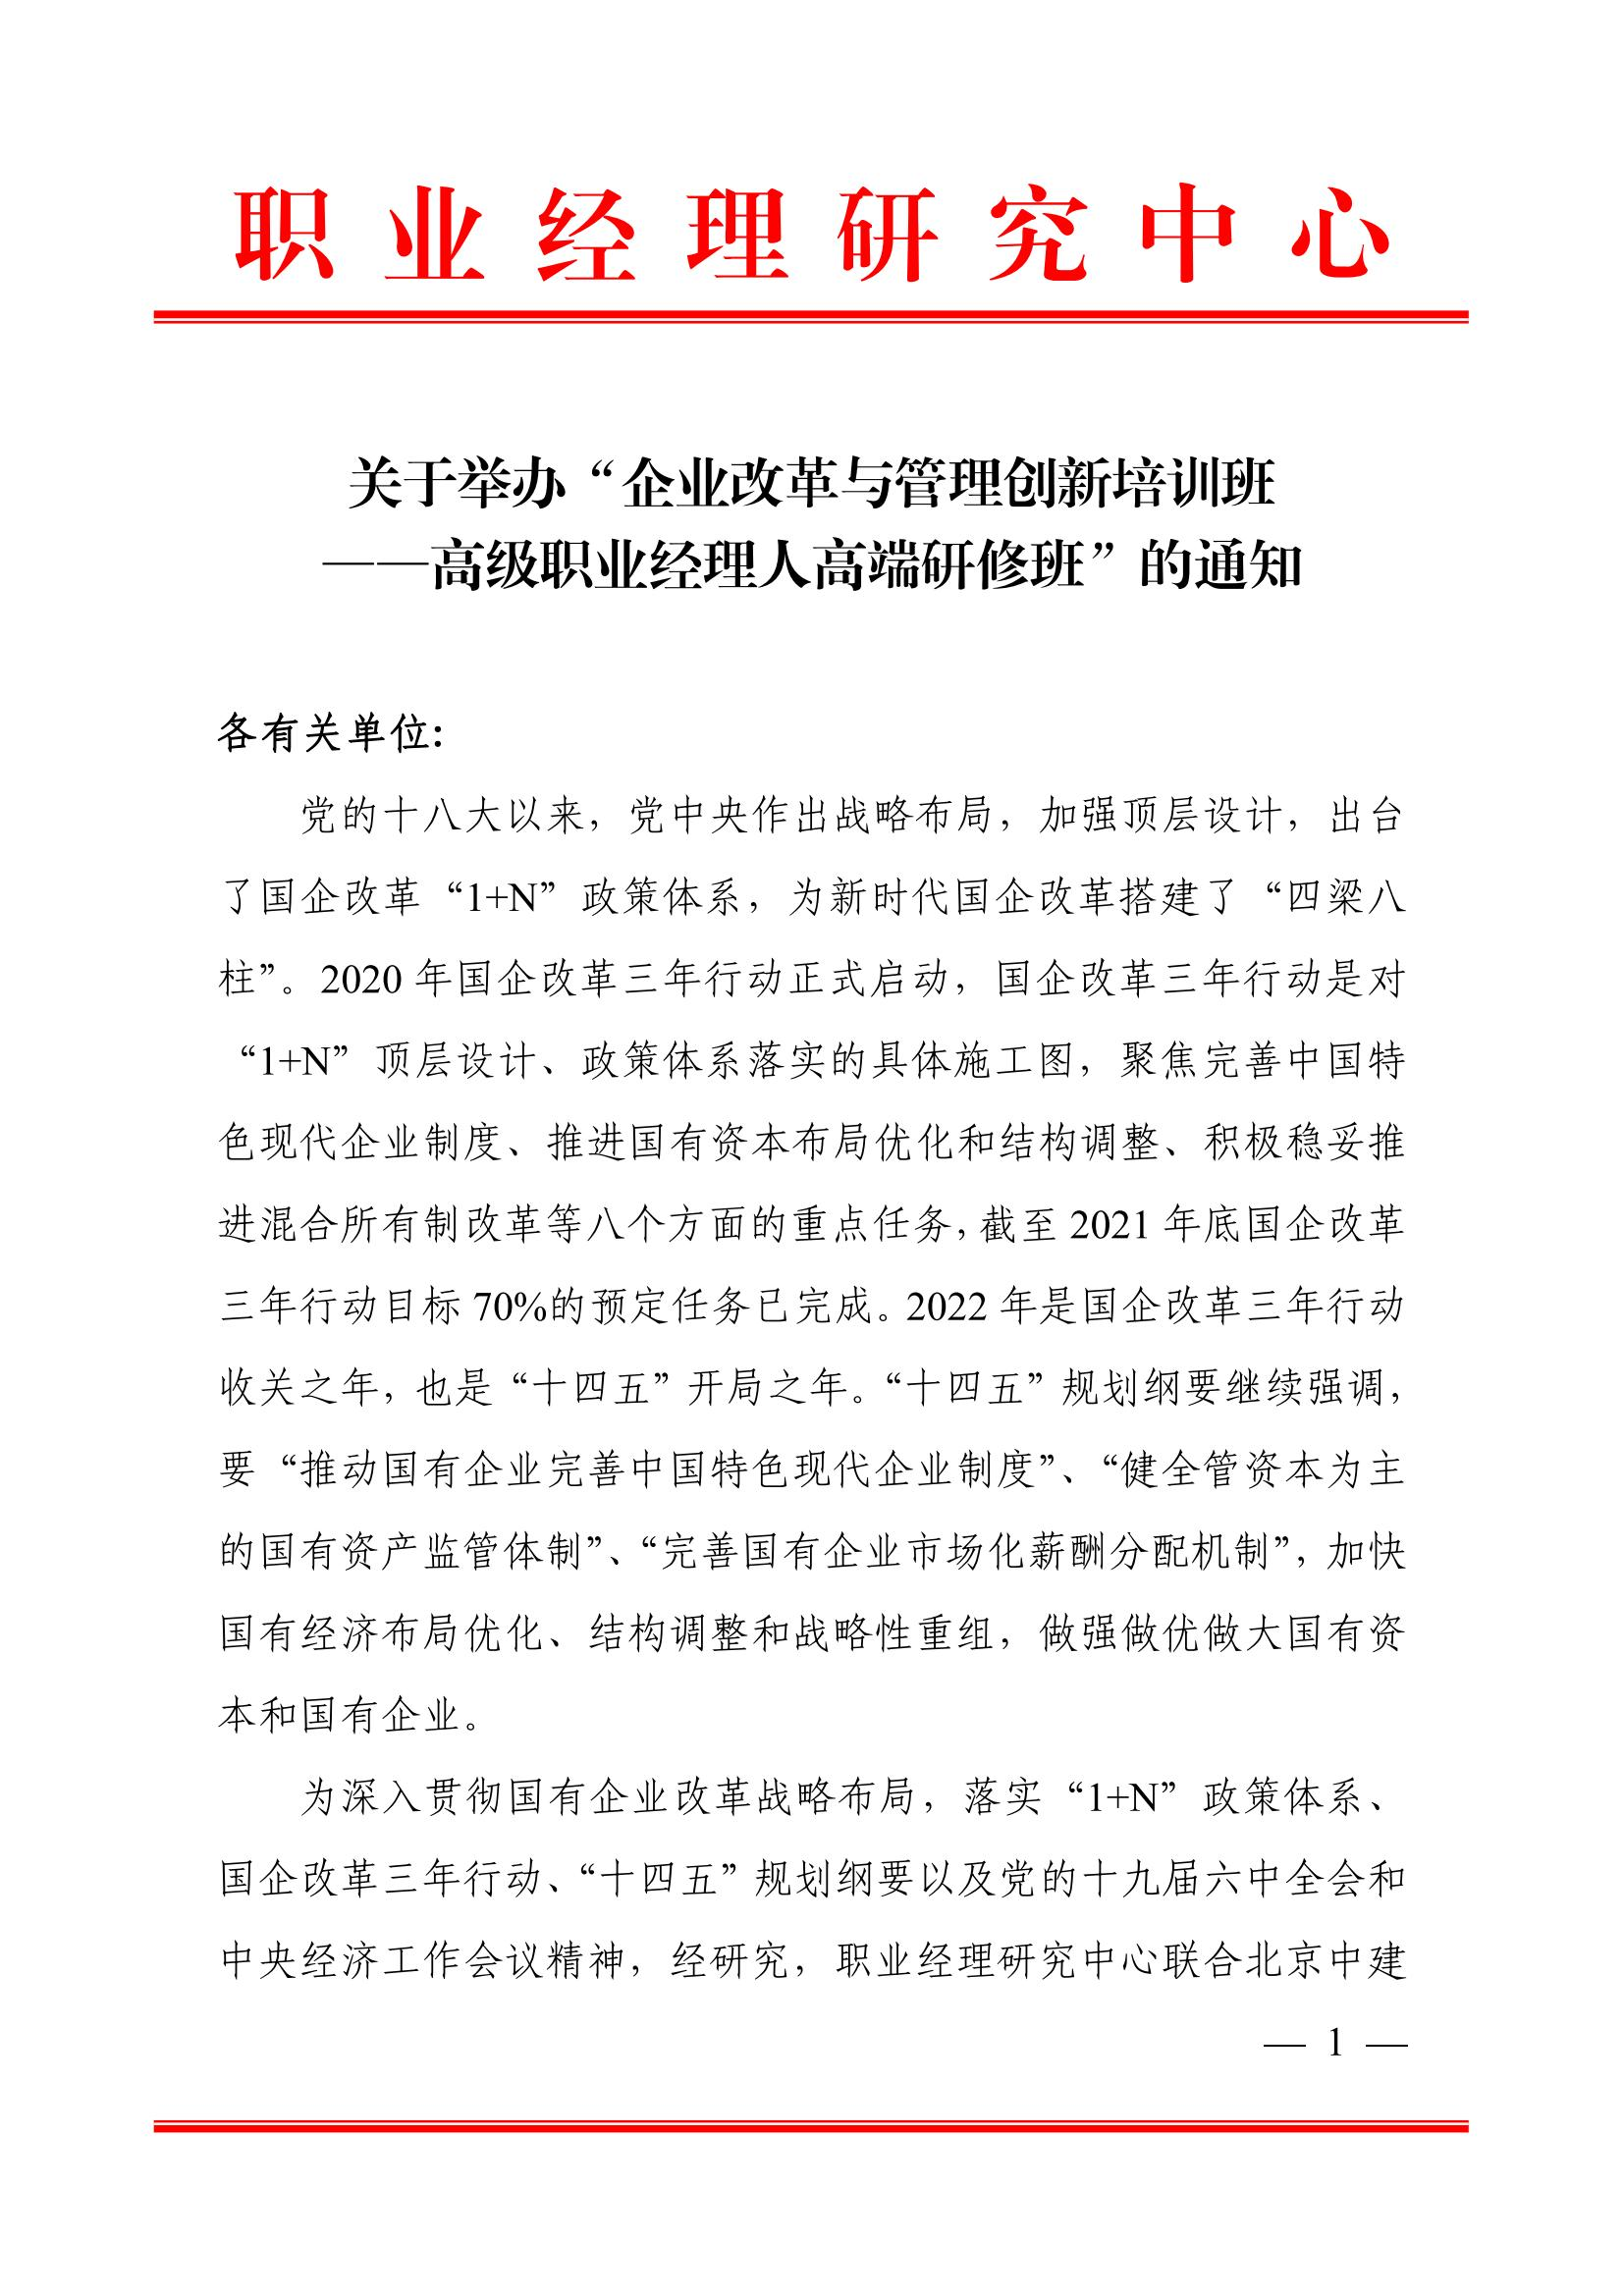 职业经理研究中心
关于举办“企业改革与管理创新培训班
——高级职业经理人高端研修班”的通知
各有关单位:
党的十八大以来，党中央作出战略布局，加强顶层设计，出台
了国企改革“1+N”政策体系，为新时代国企改革搭建了“四梁八
柱”。2020 年国企改革三年行动正式启动，国企改革三年行动是对
“1+N”顶层设计、政策体系落实的具体施工图，聚焦完善中国特
色现代企业制度、推进国有资本布局优化和结构调整、积极稳妥推
进混合所有制改革等八个方面的重点任务，截至 2021 年底国企改革
三年行动目标 70%的预定任务已完成。2022 年是国企改革三年行动
收关之年，也是“十四五”开局之年。“十四五”规划纲要继续强调，
要“推动国有企业完善中国特色现代企业制度”、“健全管资本为主
的国有资产监管体制”、“完善国有企业市场化薪酬分配机制”，加快
国有经济布局优化、结构调整和战略性重组，做强做优做大国有资
本和国有企业。
为深入贯彻国有企业改革战略布局，落实“1+N”政策体系、
国企改革三年行动、“十四五”规划纲要以及党的十九届六中全会和
中央经济工作会议精神，经研究，职业经理研究中心联合北京中建
— 1 —